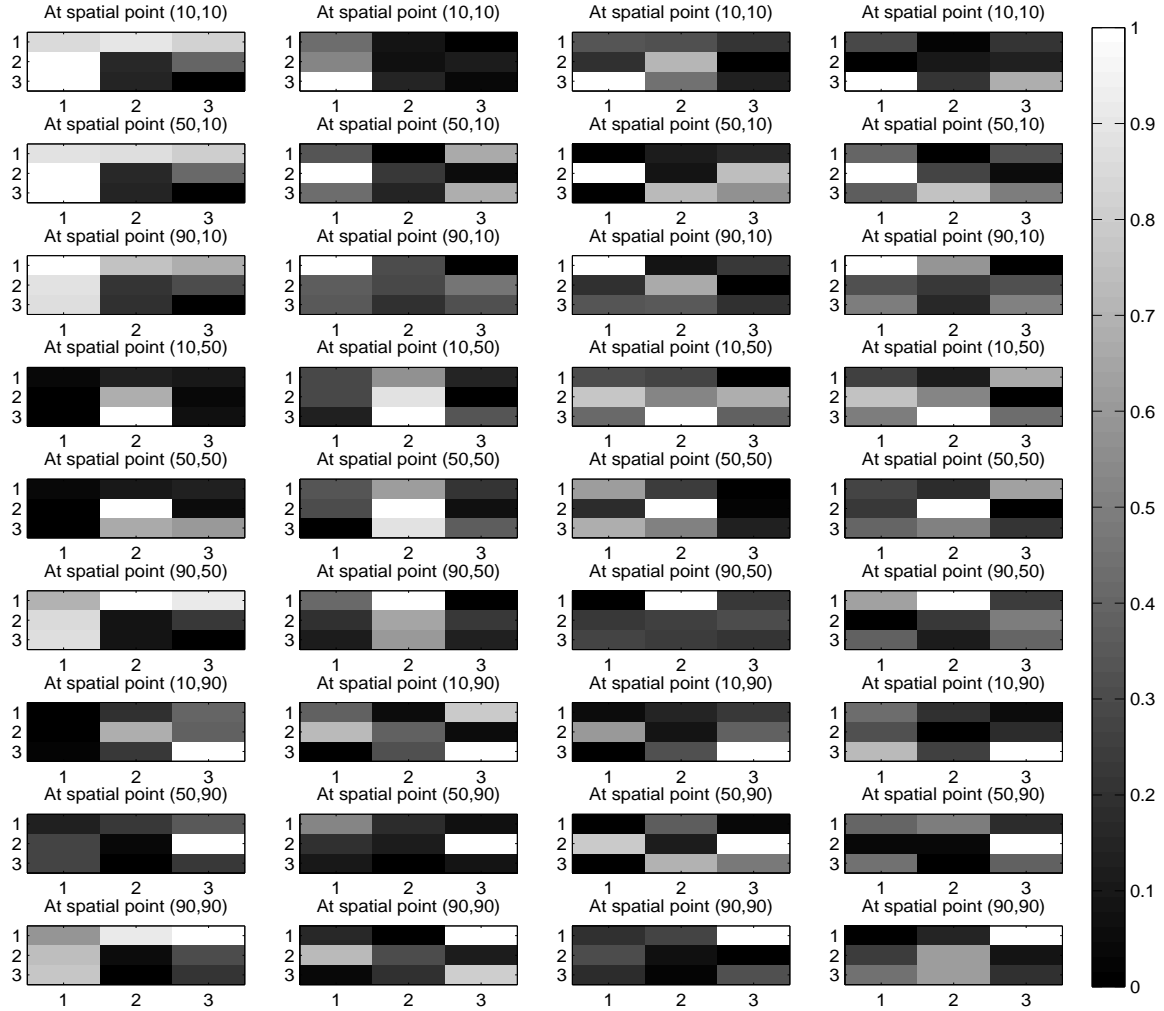 At spatial point (10,10) At spatial point (10,10) At spatial point (10,10) At spatial point (10,10)
1 1 1 1 1
2 2 2 2
3 3 3 3
1 2 3 1 2 3 1 2 3 1 2 3
At spatial point (50,10) At spatial point (50,10) At spatial point (50,10) At spatial point (50,10)
0.9
1 1 1 1
2 2 2 2
3 3 3 3
1 2 3 1 2 3 1 2 3 1 2 3
0.8
At spatial point (90,10) At spatial point (90,10) At spatial point (90,10) At spatial point (90,10)
1 1 1 1
2 2 2 2
3 3 3 3
0.7
1 2 3 1 2 3 1 2 3 1 2 3
At spatial point (10,50) At spatial point (10,50) At spatial point (10,50) At spatial point (10,50)
1 1 1 1
2 2 2 2
0.6
3 3 3 3
1 2 3 1 2 3 1 2 3 1 2 3
At spatial point (50,50) At spatial point (50,50) At spatial point (50,50) At spatial point (50,50)
1 1 1 1
2 2 2 2
0.5
3 3 3 3
1 2 3 1 2 3 1 2 3 1 2 3
At spatial point (90,50) At spatial point (90,50) At spatial point (90,50) At spatial point (90,50)
1 1 1 1
0.4
2 2 2 2
3 3 3 3
1 2 3 1 2 3 1 2 3 1 2 3
At spatial point (10,90) At spatial point (10,90) At spatial point (10,90) At spatial point (10,90)
0.3
1 1 1 1
2 2 2 2
3 3 3 3
1 2 3 1 2 3 1 2 3 1 2 3
At spatial point (50,90) At spatial point (50,90) At spatial point (50,90) At spatial point (50,90)
0.2
1 1 1 1
2 2 2 2
3 3 3 3
1 2 3 1 2 3 1 2 3 1 2 3
0.1
At spatial point (90,90) At spatial point (90,90) At spatial point (90,90) At spatial point (90,90)
1 1 1 1
2 2 2 2
3 3 3 3
0
1 2 3 1 2 3 1 2 3 1 2 3